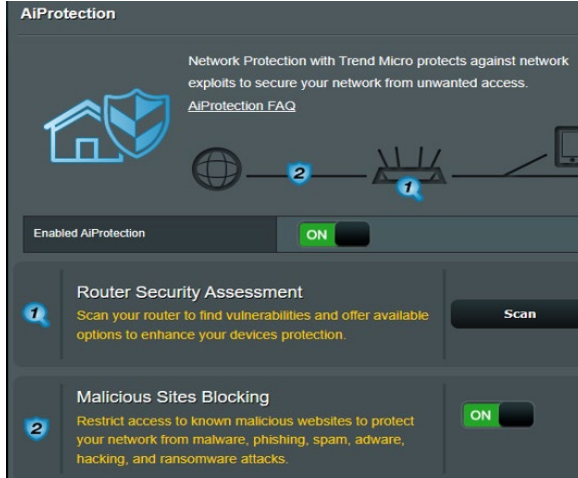 AiProtection
Network Protection with Trend Micro protects against network
exploits to secure your network from unwanted access.
AiProtection FAQ
2
1
Enabled AiProtection
ON
1
Router Security Assessment
Scan your router to find vulnerabilities and offer available
options to enhance your devices protection.
Scan
2
Malicious Sites Blocking
Restrict access to known malicious websites to protect
your network from malware, phishing, spam, adware,
hacking, and ransomware attacks.
ON